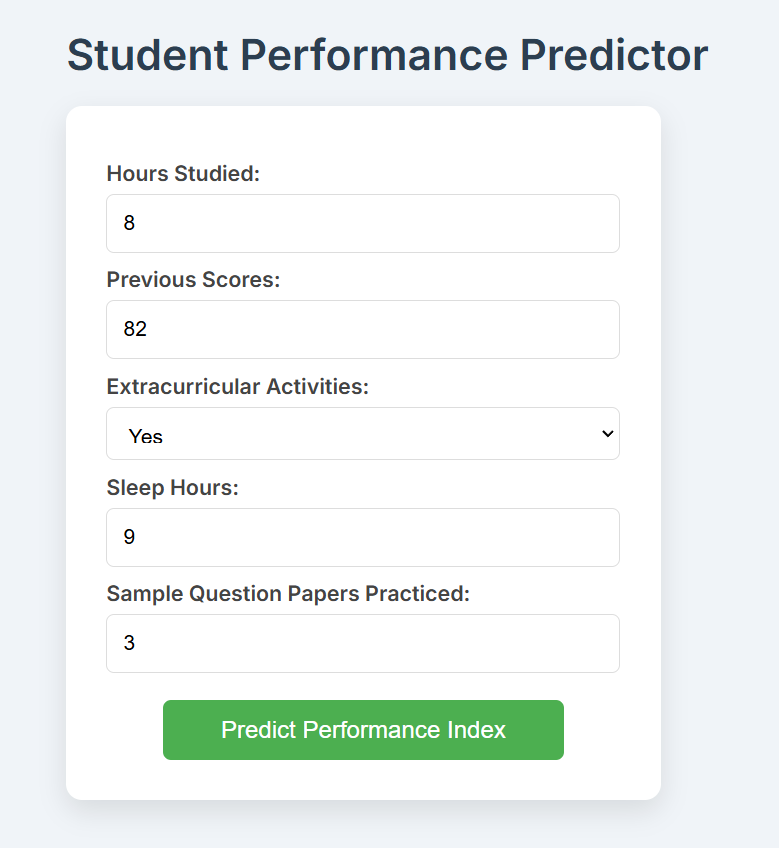 Student Performance Predictor
Hours Studied:
8
Previous Scores:
82
Extracurricular Activities:
Yes
Sleep Hours:
9
Sample Question Papers Practiced:
3
Predict Performance Index